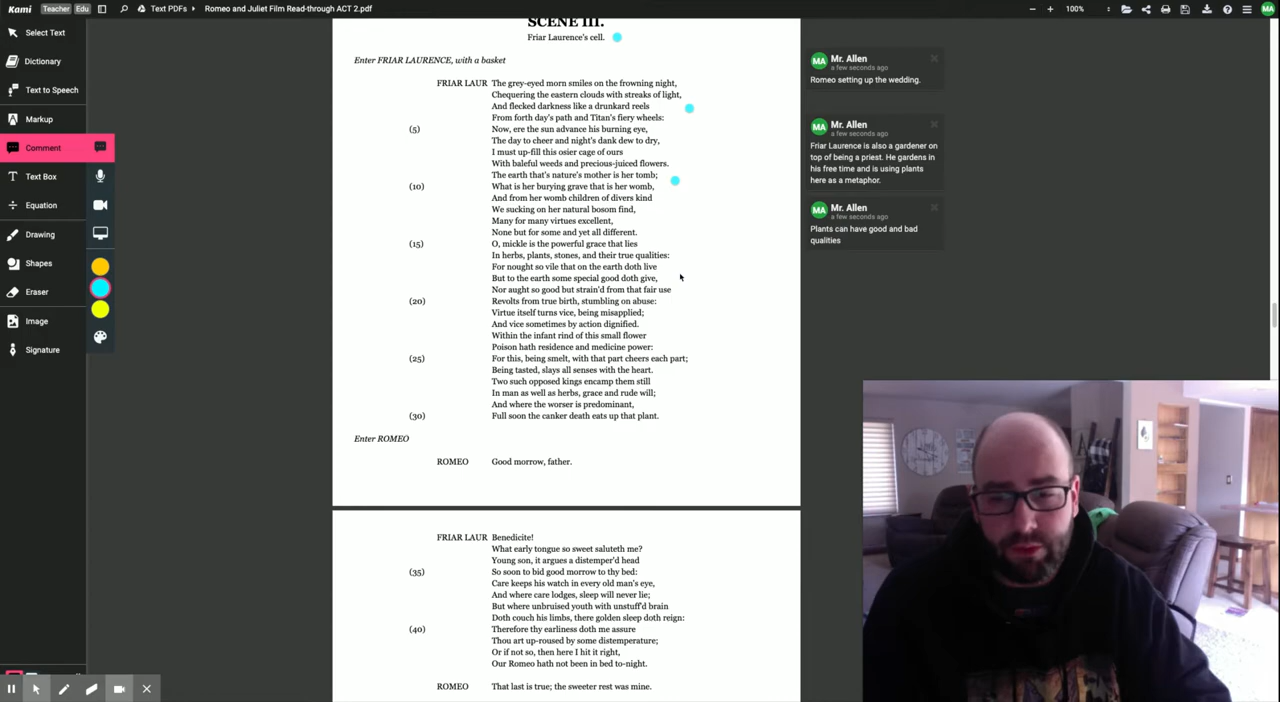 Kami Teacher Edu Text PDFs Romeo and Juliet Film Read-through ACT 2.pdf 100% MA
Select Text
Dictionary
Text to Speech
Markup
Comment
Text Box
Equation
Drawing
Shapes
Eraser
Image
Signature
SCENE III.
Friar Laurence's cell.
Enter FRIAR LAURENCE, with a basket
FRIAR LAUR The grey-eyed morn smiles on the frowning night,
Chequering the eastern clouds with streaks of light,
And flecked darkness like a drunkard reels
From forth day's path and Titan's fiery wheels:
(5) Now, ere the sun advance his burning eye,
The day to cheer and night's dank dew to dry,
I must up-fill this osier cage of ours
With baleful weeds and precious-juiced flowers.
The earth that's nature's mother is her tomb;
(10) What is her burying grave that is her womb,
And from her womb children of divers kind
We sucking on her natural bosom find,
Many for many virtues excellent,
None but for some and yet all different.
(15) O, mickle is the powerful grace that lies
In herbs, plants, stones, and their true qualities:
For nought so vile that on the earth doth live
But to the earth some special good doth give,
Nor aught so good but strain'd from that fair use
(20) Revolts from true birth, stumbling on abuse:
Virtue itself turns vice, being misapplied;
And vice sometimes by action dignified.
Within the infant rind of this small flower
Poison hath residence and medicine power:
(25) For this, being smelt, with that part cheers each part;
Being tasted, slays all senses with the heart.
Two such opposed kings encamp them still
In man as well as herbs, grace and rude will;
And where the worser is predominant,
(30) Full soon the canker death eats up that plant.
Enter ROMEO
ROMEO Good morrow, father.
FRIAR LAUR Benedicite!
What early tongue so sweet saluteth me?
Young son, it argues a distemper'd head
(35) So soon to bid good morrow to thy bed:
Care keeps his watch in every old man's eye,
And where care lodges, sleep will never lie;
But where unbruised youth with unstuff'd brain
Doth couch his limbs, there golden sleep doth reign:
(40) Therefore thy earliness doth me assure
Thou art up-roused by some distemperature;
Or if not so, then here I hit it right,
Our Romeo hath not been in bed to-night.
ROMEO That last is true; the sweeter rest was mine.
MA Mr. Allen
a few seconds ago
Romeo setting up the wedding.
MA Mr. Allen
a few seconds ago
Friar Laurence is also a gardener on
top of being a priest. He gardens in
his free time and is using plants
here as a metaphor.
MA Mr. Allen
a few seconds ago
Plants can have good and bad
qualities